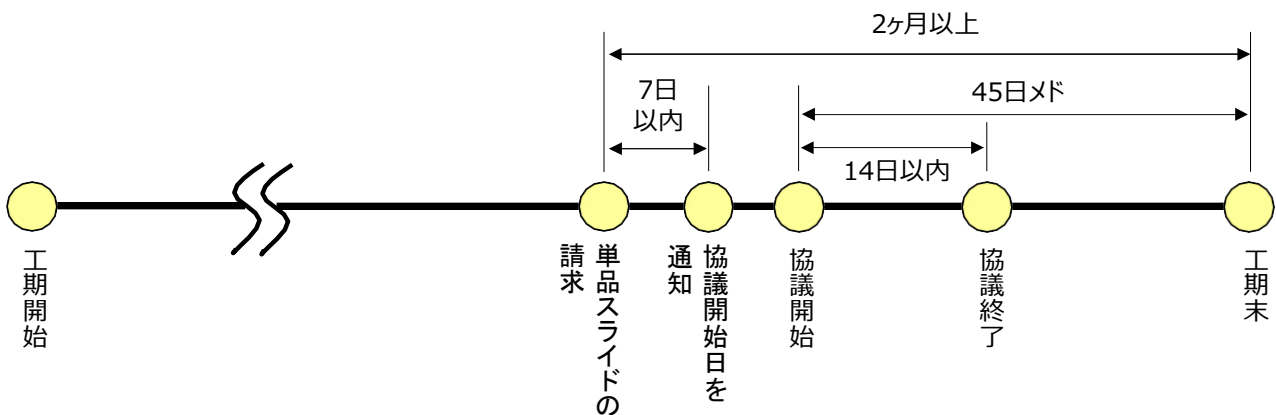 2ヶ月以上
7日
以内
45日メド
14日以内
工期開始
単品スライドの
請求
協議開始日を
通知
協議開始
協議終了
工期末